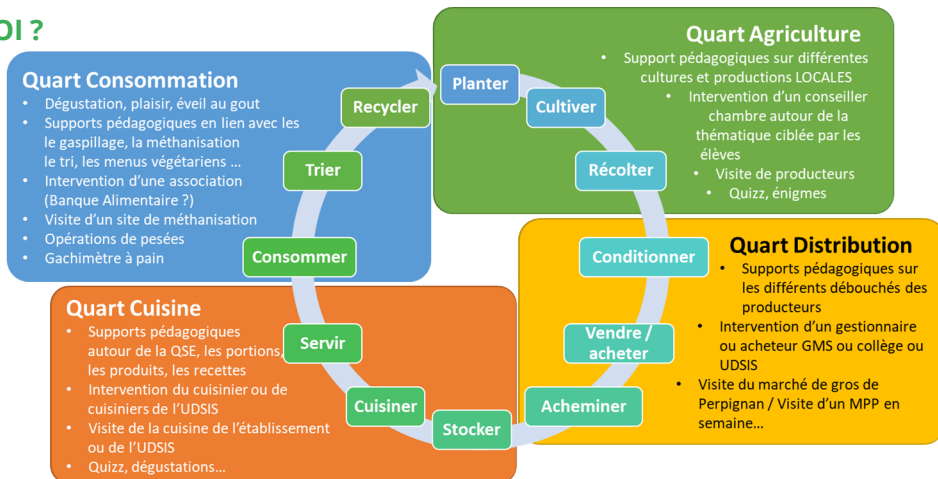 OI ?
Quart Consommation
• Dégustation, plaisir, éveil au gout
• Supports pédagogiques en lien avec les
le gaspillage, la méthanisation
le tri, les menus végétariens ...
• Intervention d'une association
(Banque Alimentaire ?)
• Visite d'un site de méthanisation
• Opérations de pesées
• Gachimètre à pain
Quart Agriculture
• Support pédagogiques sur différentes
cultures et productions LOCALES
• Intervention d'un conseiller
chambre autour de la
thématique ciblée par les
élèves
• Visite de producteurs
• Quizz, énigmes
Quart Distribution
• Supports pédagogiques sur
les différents débouchés des
producteurs
• Intervention d'un gestionnaire
ou acheteur GMS ou collège ou
UDSIS
• Visite du marché de gros de
Perpignan / Visite d'un MPP en
semaine...
Quart Cuisine
• Supports pédagogiques
autour de la QSE, les portions,
les produits, les recettes
• Intervention du cuisinier ou de
cuisiniers de l'UDSIS
• Visite de la cuisine de l'établissement
ou de l'UDSIS
• Quizz, dégustations...
Planter
Cultiver
Récolter
Conditionner
Vendre /
acheter
Acheminer
Stocker
Cuisiner
Servir
Consommer
Trier
Recycler